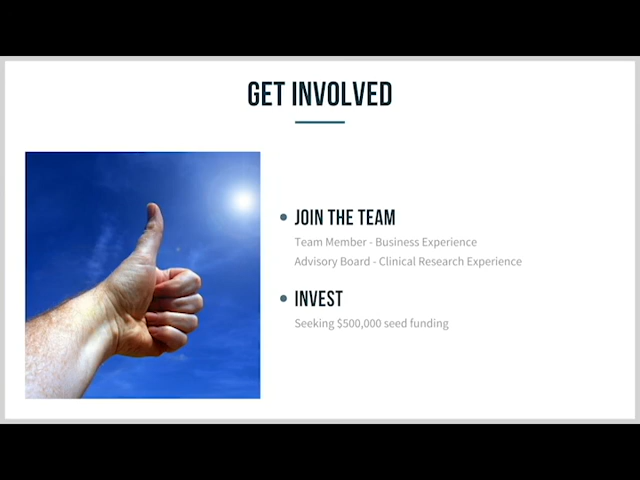 GET INVOLVED
JOIN THE TEAM
Team Member - Business Experience
Advisory Board - Clinical Research Experience
INVEST
Seeking $500,000 seed funding